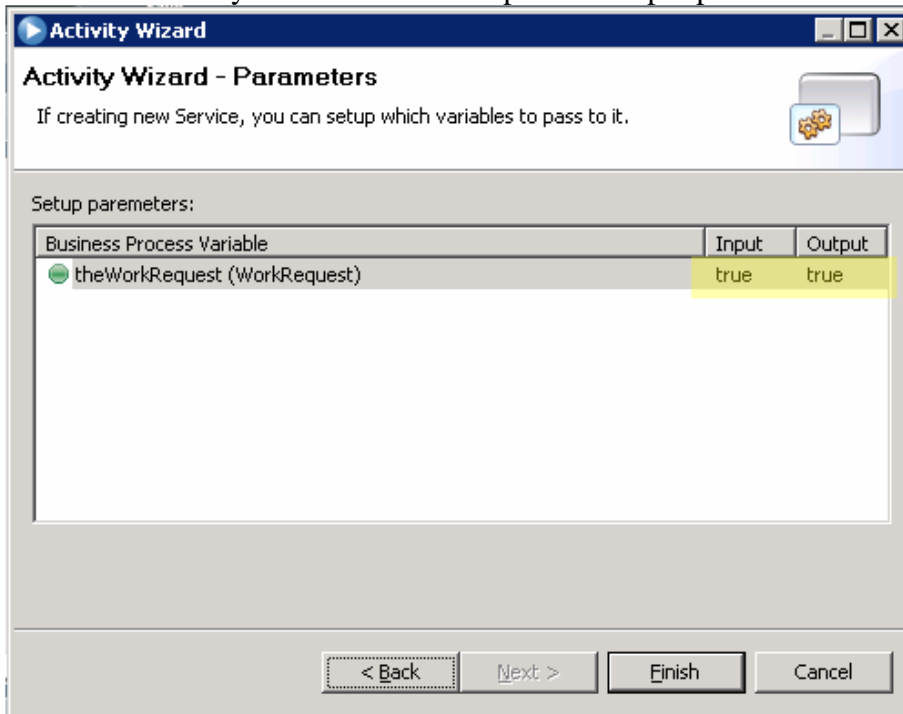 Activity Wizard
Activity Wizard - Parameters
If creating new Service, you can setup which variables to pass to it.
Setup paremeters:
Business Process Variable Input Output
theWorkRequest (WorkRequest) true true
< Back Next > Finish Cancel